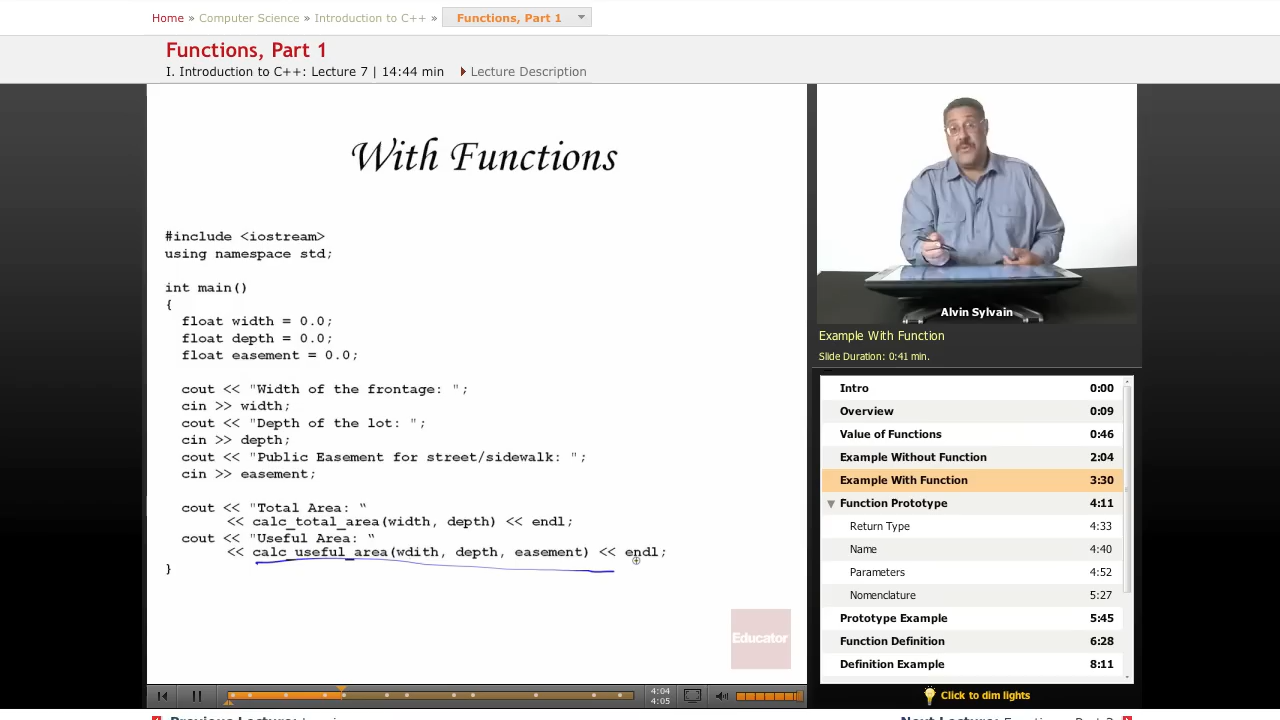 Home » Computer Science » Introduction to C++ » Functions, Part 1
Functions, Part 1
I. Introduction to C++: Lecture 7 | 14:44 min Lecture Description
With Functions
#include <iostream>
using namespace std;
int main()
{
float width = 0.0;
float depth = 0.0;
float easement = 0.0;
cout << "Width of the frontage: ";
cin >> width;
cout << "Depth of the lot: ";
cin >> depth;
cout << "Public Easement for street/sidewalk: ";
cin >> easement;
cout << "Total Area: “
<< calc_total_area(width, depth) << endl;
cout << "Useful Area: “
<< calc_useful_area(wdith, depth, easement) << endl;
}
Educator
4:04
4:05
Alvin Sylvain
Example With Function
Slide Duration: 0:41 min.
Intro 0:00
Overview 0:09
Value of Functions 0:46
Example Without Function 2:04
Example With Function 3:30
Function Prototype 4:11
Return Type 4:33
Name 4:40
Parameters 4:52
Nomenclature 5:27
Prototype Example 5:45
Function Definition 6:28
Definition Example 8:11
Click to dim lights